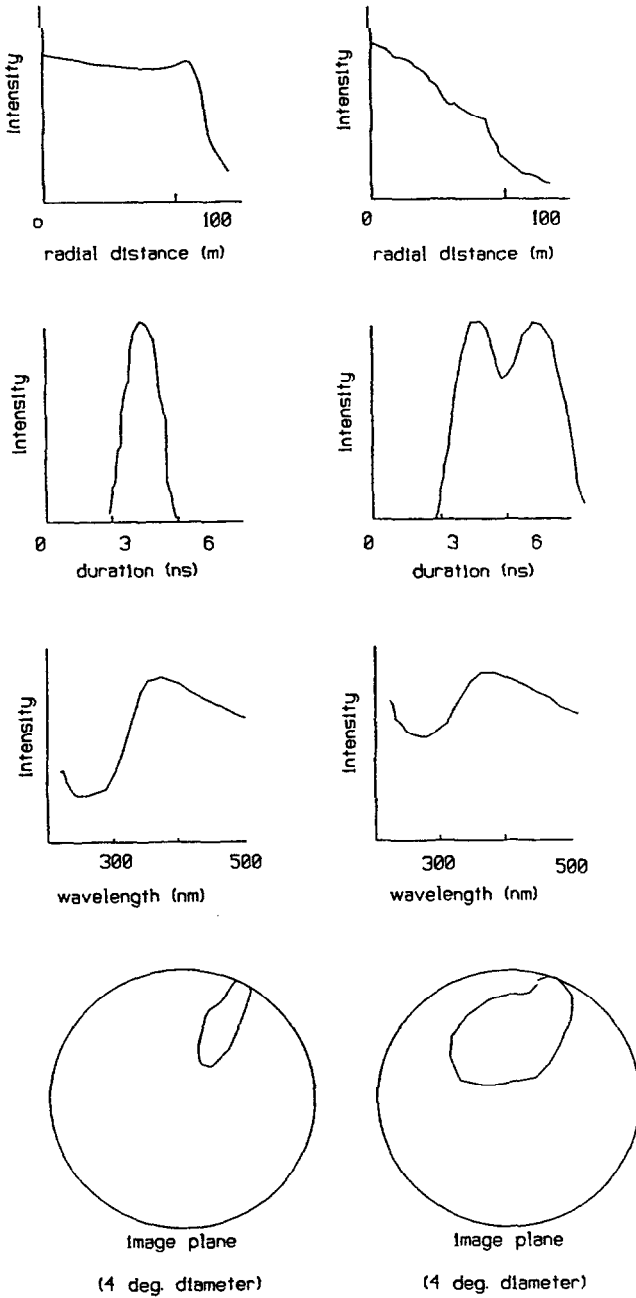 Intensity
0 100
radial distance (m)
Intensity
0 100
radial distance (m)
Intensity
0 3 6
duration (ns)
Intensity
0 3 6
duration (ns)
Intensity
300 500
wavelength (nm)
Intensity
300 500
wavelength (nm)
Image plane
(4 deg. diameter)
Image plane
(4 deg. diameter)